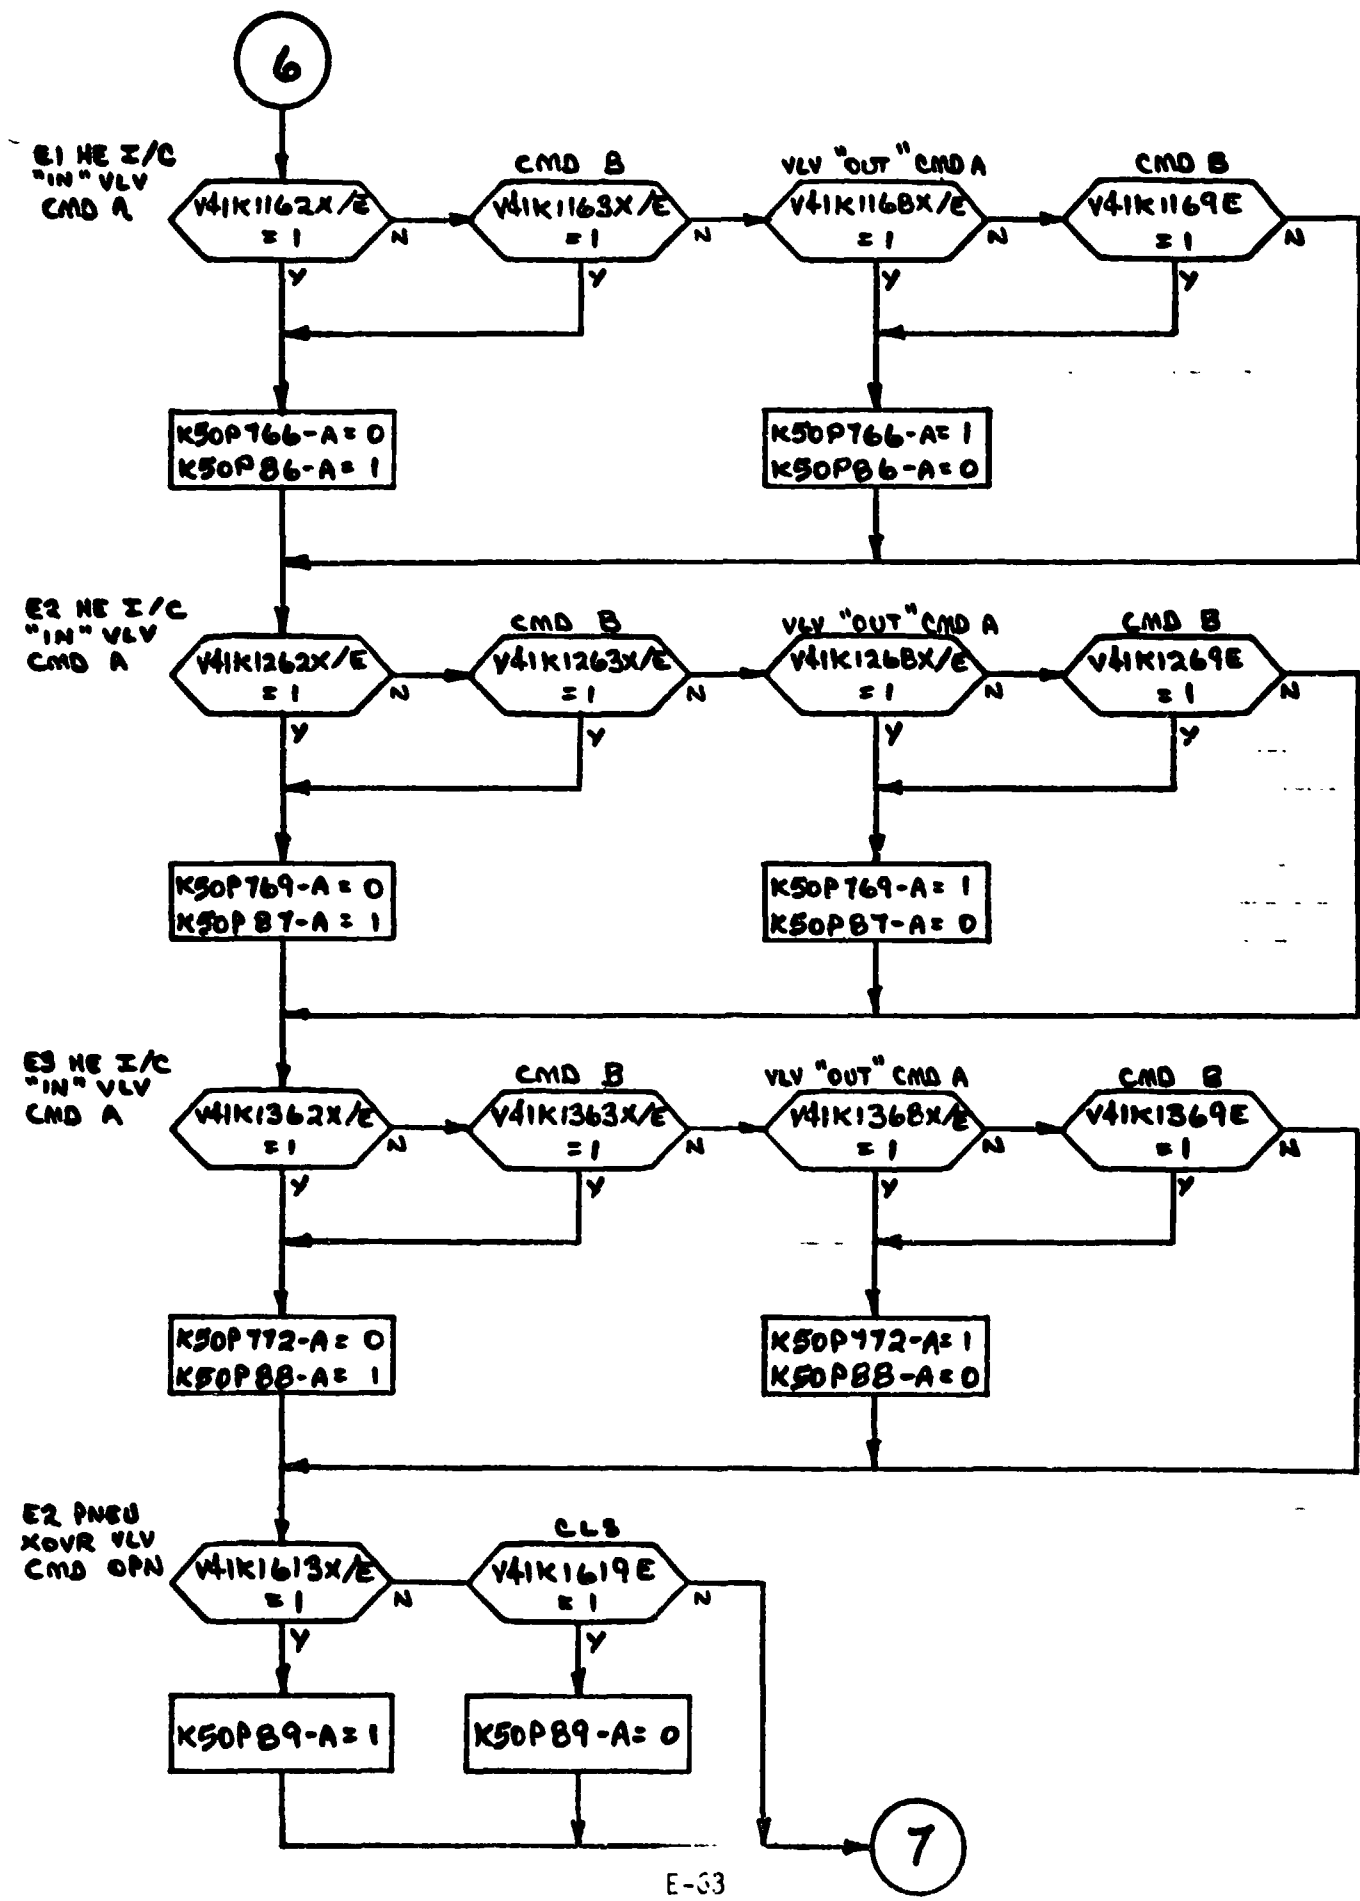 6
E1 HE I/C
"IN" VLV
CMD A
V41K1162X/E
= 1
N
Y
CMD B
V41K1163X/E
= 1
N
Y
VLV "OUT" CMD A
V41K1168X/E
= 1
N
Y
CMD B
V41K1169E
= 1
N
Y
K50P766-A = 0
K50P86-A = 1
K50P766-A = 1
K50P86-A = 0
E2 HE I/C
"IN" VLV
CMD A
V41K1262X/E
= 1
N
Y
CMD B
V41K1263X/E
= 1
N
Y
VLV "OUT" CMD A
V41K1268X/E
= 1
N
Y
CMD B
V41K1269E
= 1
N
Y
K50P769-A = 0
K50P87-A = 1
K50P769-A = 1
K50P87-A = 0
E3 HE I/C
"IN" VLV
CMD A
V41K1362X/E
= 1
N
Y
CMD B
V41K1363X/E
= 1
N
Y
VLV "OUT" CMD A
V41K1368X/E
= 1
N
Y
CMD B
V41K1369E
= 1
N
Y
K50P772-A = 0
K50P88-A = 1
K50P772-A = 1
K50P88-A = 0
E2 PNEU
XOVR VLV
CMD OPN
V41K1613X/E
= 1
N
Y
CLS
V41K1619E
= 1
N
Y
K50P89-A = 1
K50P89-A = 0
7